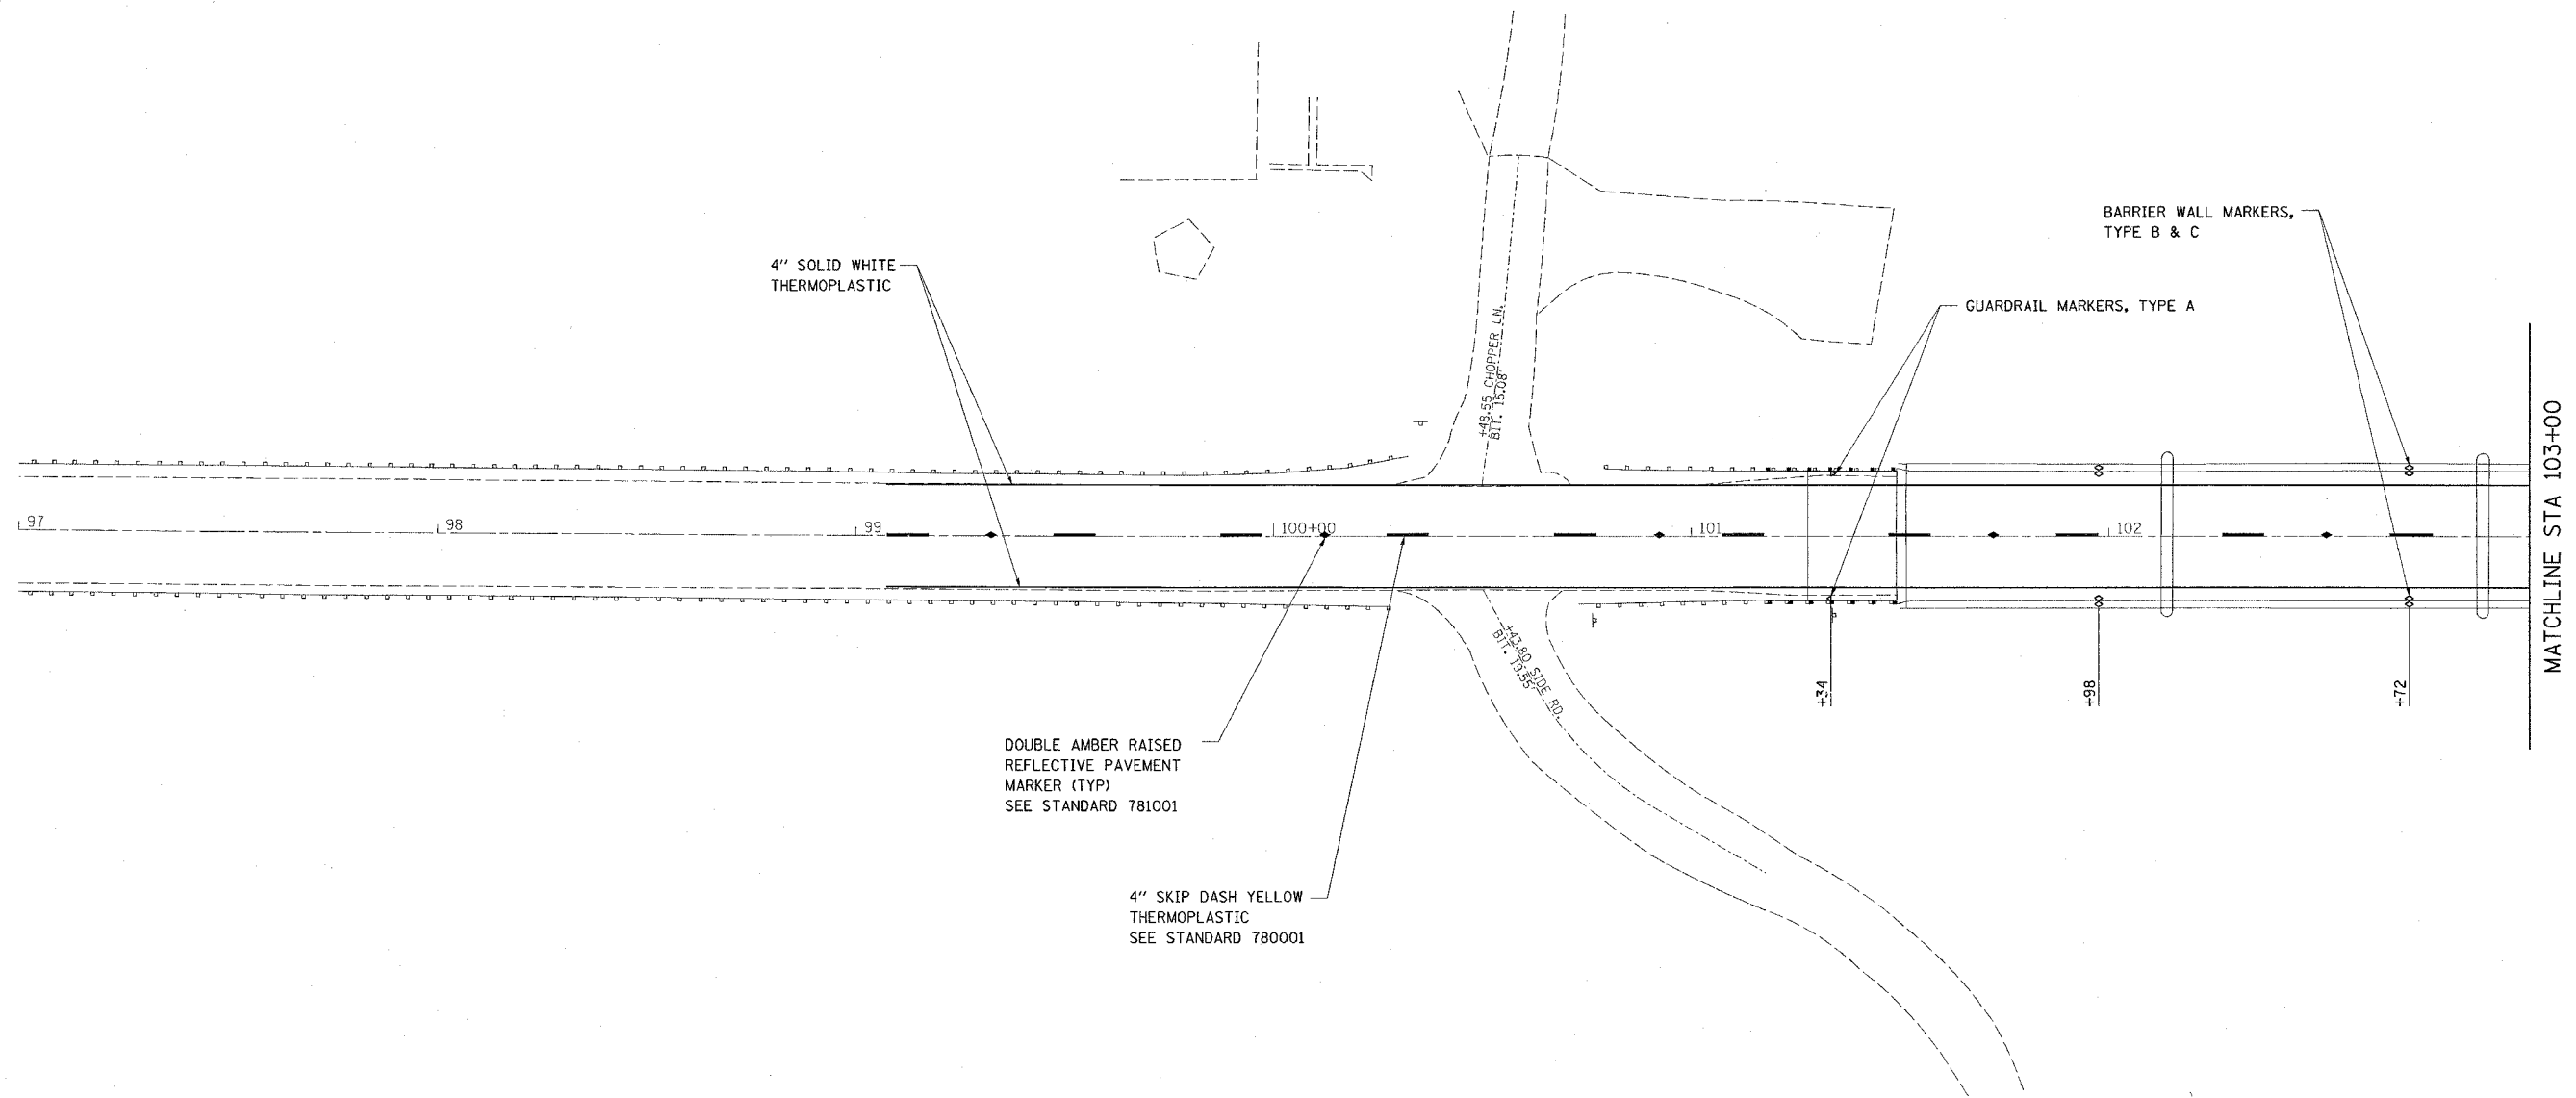 BARRIER WALL MARKERS,
TYPE B & C
4" SOLID WHITE
THERMOPLASTIC
GUARDRAIL MARKERS, TYPE A
+48.55 CHOPPER LN.
BIT. 15.08'
97
98
99
100+00
101
102
MATCHLINE STA 103+00
+43.80 SIDE RD.
BIT. 19.55'
+34
+98
+72
DOUBLE AMBER RAISED
REFLECTIVE PAVEMENT
MARKER (TYP)
SEE STANDARD 781001
4" SKIP DASH YELLOW
THERMOPLASTIC
SEE STANDARD 780001